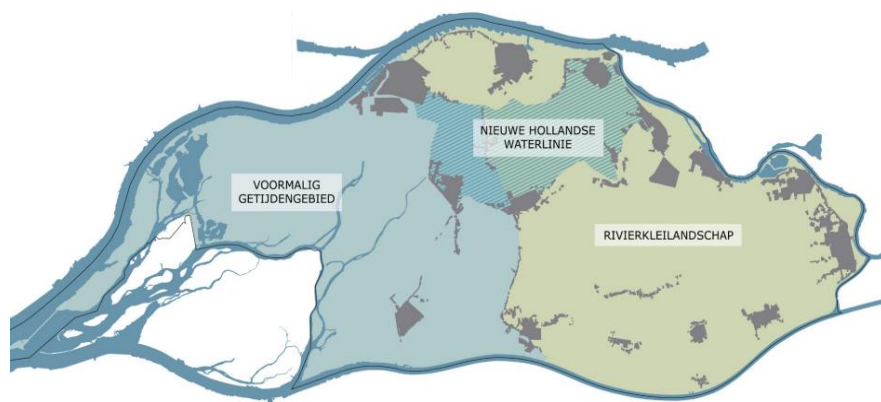 NIEUWE HOLLANDSE
WATERLINIE
VOORMALIG
GETIJDENGEBIED
RIVIERKLEILANDSCHAP